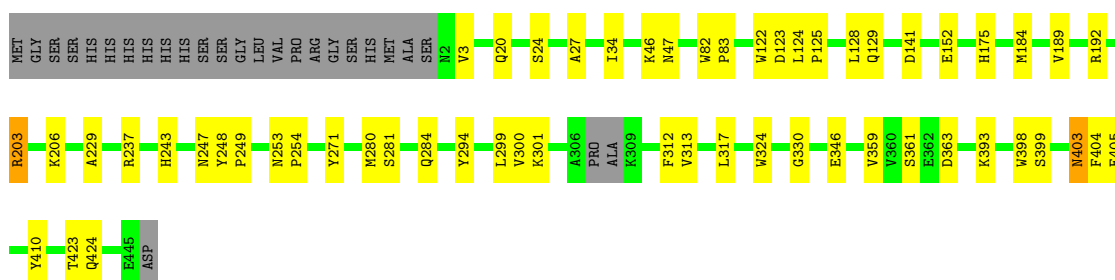 MET GLY SER SER HIS HIS HIS HIS HIS HIS SER SER GLY LEU VAL PRO ARG GLY SER HIS MET ALA SER N2 V3 Q20 S24 A27 I34 K46 N47 W82 P83 W122 D123 L124 P125 L128 Q129 D141 E152 H175 M184 V189 R192
R203 K206 A229 R237 H243 N247 Y248 P249 N253 P254 Y271 M280 S281 Q284 Y294 L299 V300 K301 A306 PRO ALA K309 F312 V313 L317 W324 G330 E346 V359 V360 S361 E362 D363 K393 W398 S399 N403 F404
Y410 T423 Q424 E445 ASP